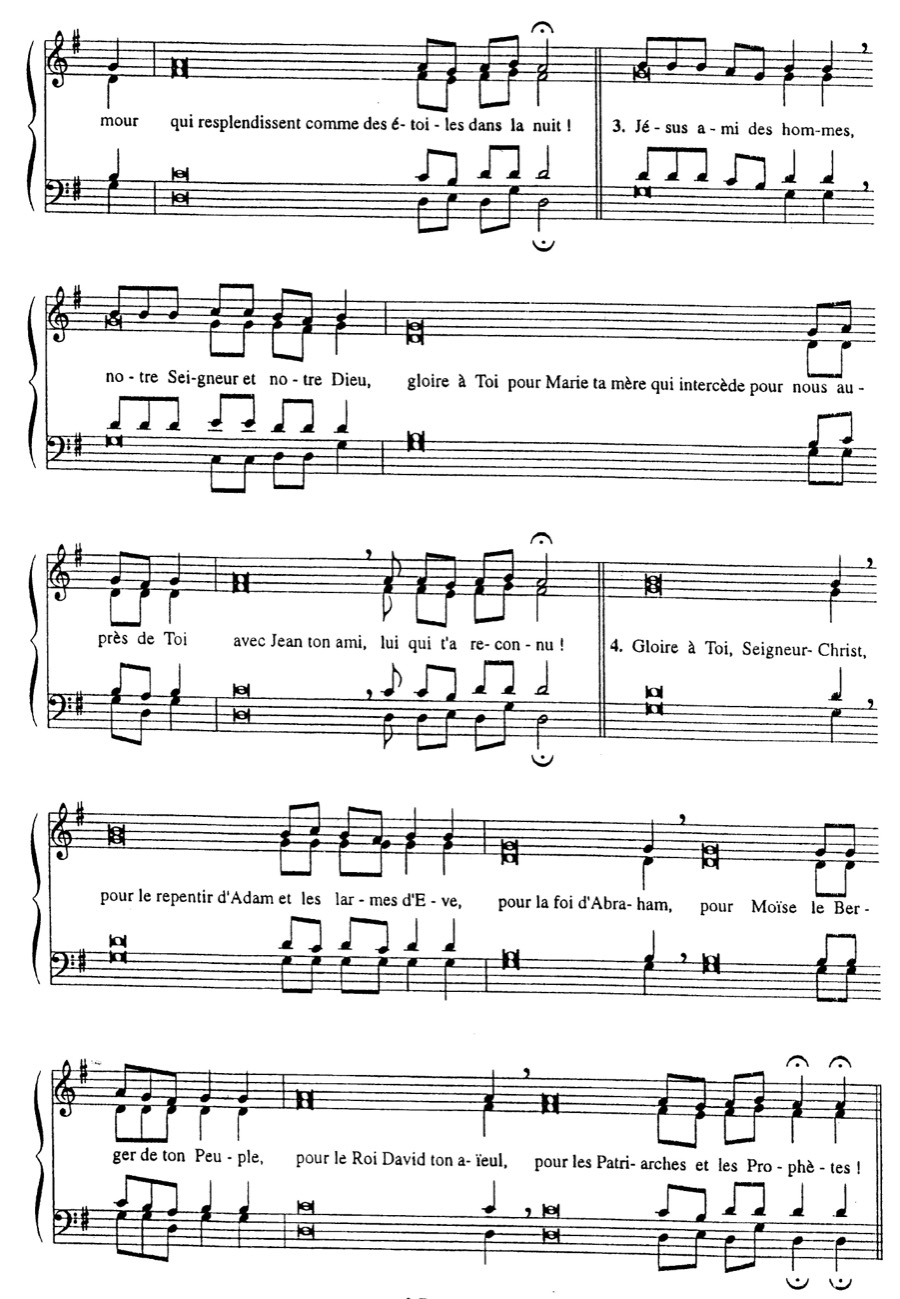 mour qui resplendissent comme des é- toi - les dans la nuit ! 3. Jé - sus a - mi des hom-mes,
no - tre Sei-gneur et no - tre Dieu, gloire à Toi pour Marie ta mère qui intercède pour nous au -
près de Toi avec Jean ton ami, lui qui t'a re- con - nu ! 4. Gloire à Toi, Seigneur- Christ,
pour le repentir d'Adam et les lar - mes d'E - ve, pour la foi d'Abra- ham, pour Moïse le Ber -
ger de ton Peu - ple, pour le Roi David ton a- ïeul, pour les Patri- arches et les Pro - phè - tes !